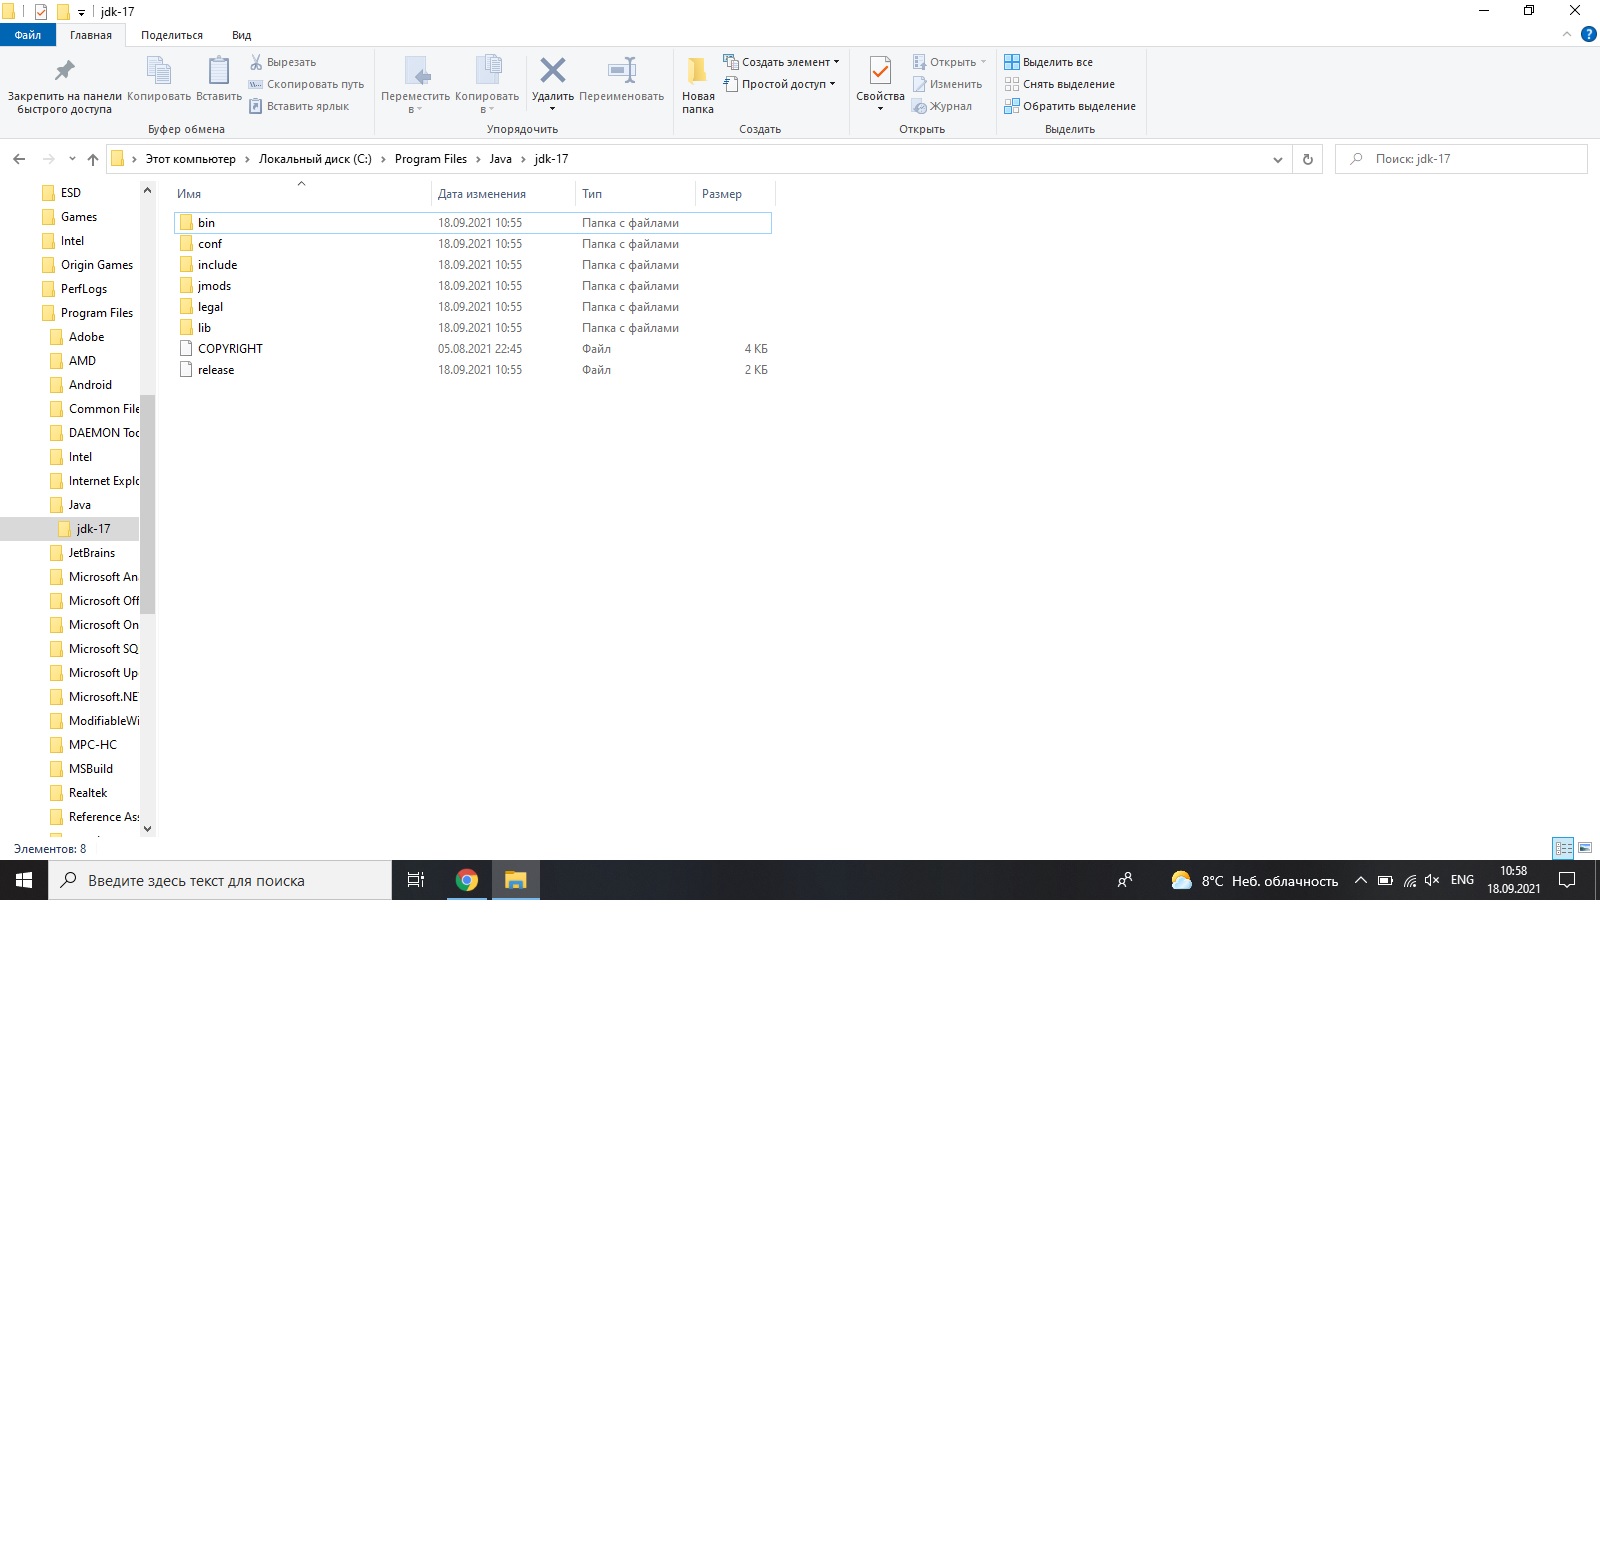 jdk-17
Файл Главная Поделиться Вид
Закрепить на панели
быстрого доступа
Копировать
Вставить
Вырезать
Скопировать путь
Вставить ярлык
Буфер обмена
Переместить
в
Копировать
в
Удалить
Переименовать
Упорядочить
Новая
папка
Создать элемент
Простой доступ
Создать
Свойства
Открыть
Изменить
Журнал
Открыть
Выделить все
Снять выделение
Обратить выделение
Выделить
Этот компьютер Локальный диск (C:) Program Files Java jdk-17
Поиск: jdk-17
ESD
Games
Intel
Origin Games
PerfLogs
Program Files
Adobe
AMD
Android
Common File
DAEMON Too
Intel
Internet Explo
Java
jdk-17
JetBrains
Microsoft An
Microsoft Off
Microsoft On
Microsoft SQ
Microsoft Up
Microsoft.NE
ModifiableWi
MPC-HC
MSBuild
Realtek
Reference Ass
Имя Дата изменения Тип Размер
bin 18.09.2021 10:55 Папка с файлами
conf 18.09.2021 10:55 Папка с файлами
include 18.09.2021 10:55 Папка с файлами
jmods 18.09.2021 10:55 Папка с файлами
legal 18.09.2021 10:55 Папка с файлами
lib 18.09.2021 10:55 Папка с файлами
COPYRIGHT 05.08.2021 22:45 Файл 4 КБ
release 18.09.2021 10:55 Файл 2 КБ
Элементов: 8
Введите здесь текст для поиска
8°C Неб. облачность
ENG
10:58
18.09.2021